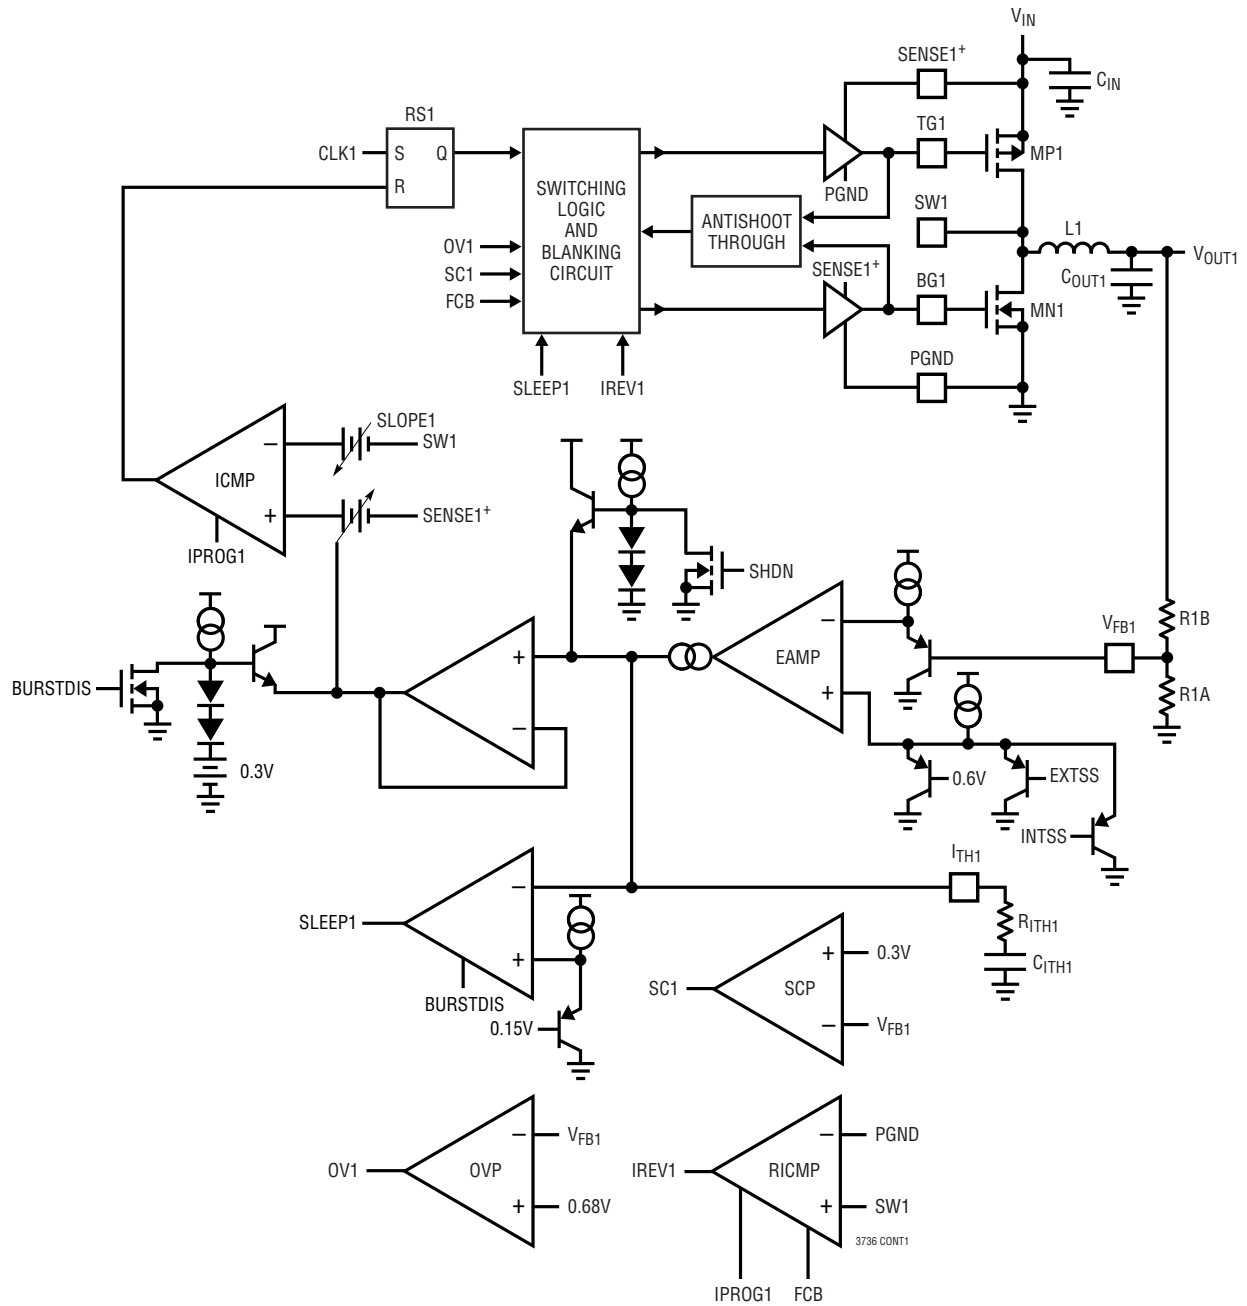 VIN
SENSE1+
CIN
RS1
TG1
CLK1
S
Q
MP1
R
PGND
SWITCHING
LOGIC
AND
BLANKING
CIRCUIT
ANTISHOOT
THROUGH
SW1
L1
OV1
SC1
FCB
VOUT1
SENSE1+
BG1
COUT1
MN1
PGND
SLEEP1
IREV1
SLOPE1
−
SW1
ICMP
+
SENSE1+
IPROG1
SHDN
−
VFB1
R1B
+
EAMP
BURSTDIS
+
R1A
−
0.3V
0.6V
EXTSS
INTSS
ITH1
−
SLEEP1
RITH1
+
+
0.3V
CITH1
BURSTDIS
SC1
SCP
0.15V
−
VFB1
−
VFB1
−
PGND
OV1
OVP
IREV1
RICMP
+
0.68V
+
SW1
3736 CONT1
IPROG1
FCB